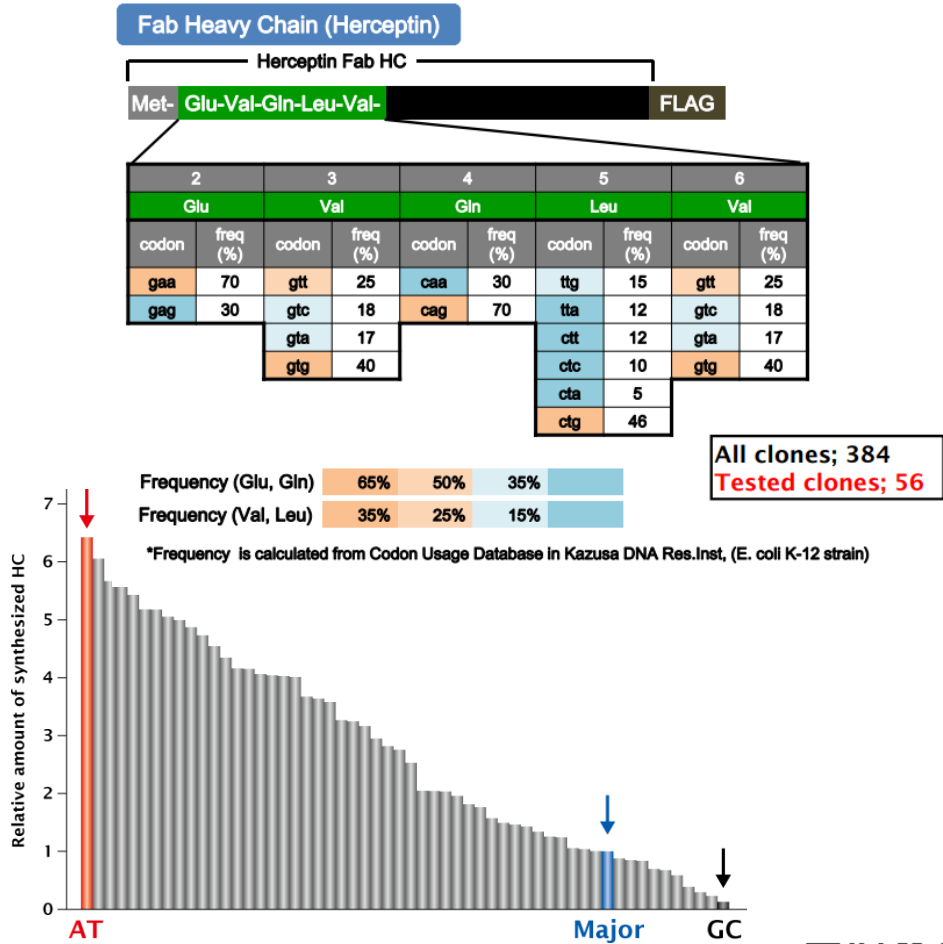 Fab Heavy Chain (Herceptin)
Herceptin Fab HC
Met- Glu-Val-Gln-Leu-Val- FLAG
2 3 4 5 6
Glu Val Gln Leu Val
codon freq (%) codon freq (%) codon freq (%) codon freq (%) codon freq (%)
gaa 70 gtt 25 caa 30 ttg 15 gtt 25
gag 30 gtc 18 cag 70 tta 12 gtc 18
gta 17 ctt 12 gta 17
gtg 40 ctc 10 gtg 40
cta 5
ctg 46
All clones; 384
Tested clones; 56
Frequency (Glu, Gln) 65% 50% 35%
Frequency (Val, Leu) 35% 25% 15%
*Frequency is calculated from Codon Usage Database in Kazusa DNA Res.Inst, (E. coli K-12 strain)
Relative amount of synthesized HC
7
6
5
4
3
2
1
0
AT Major GC